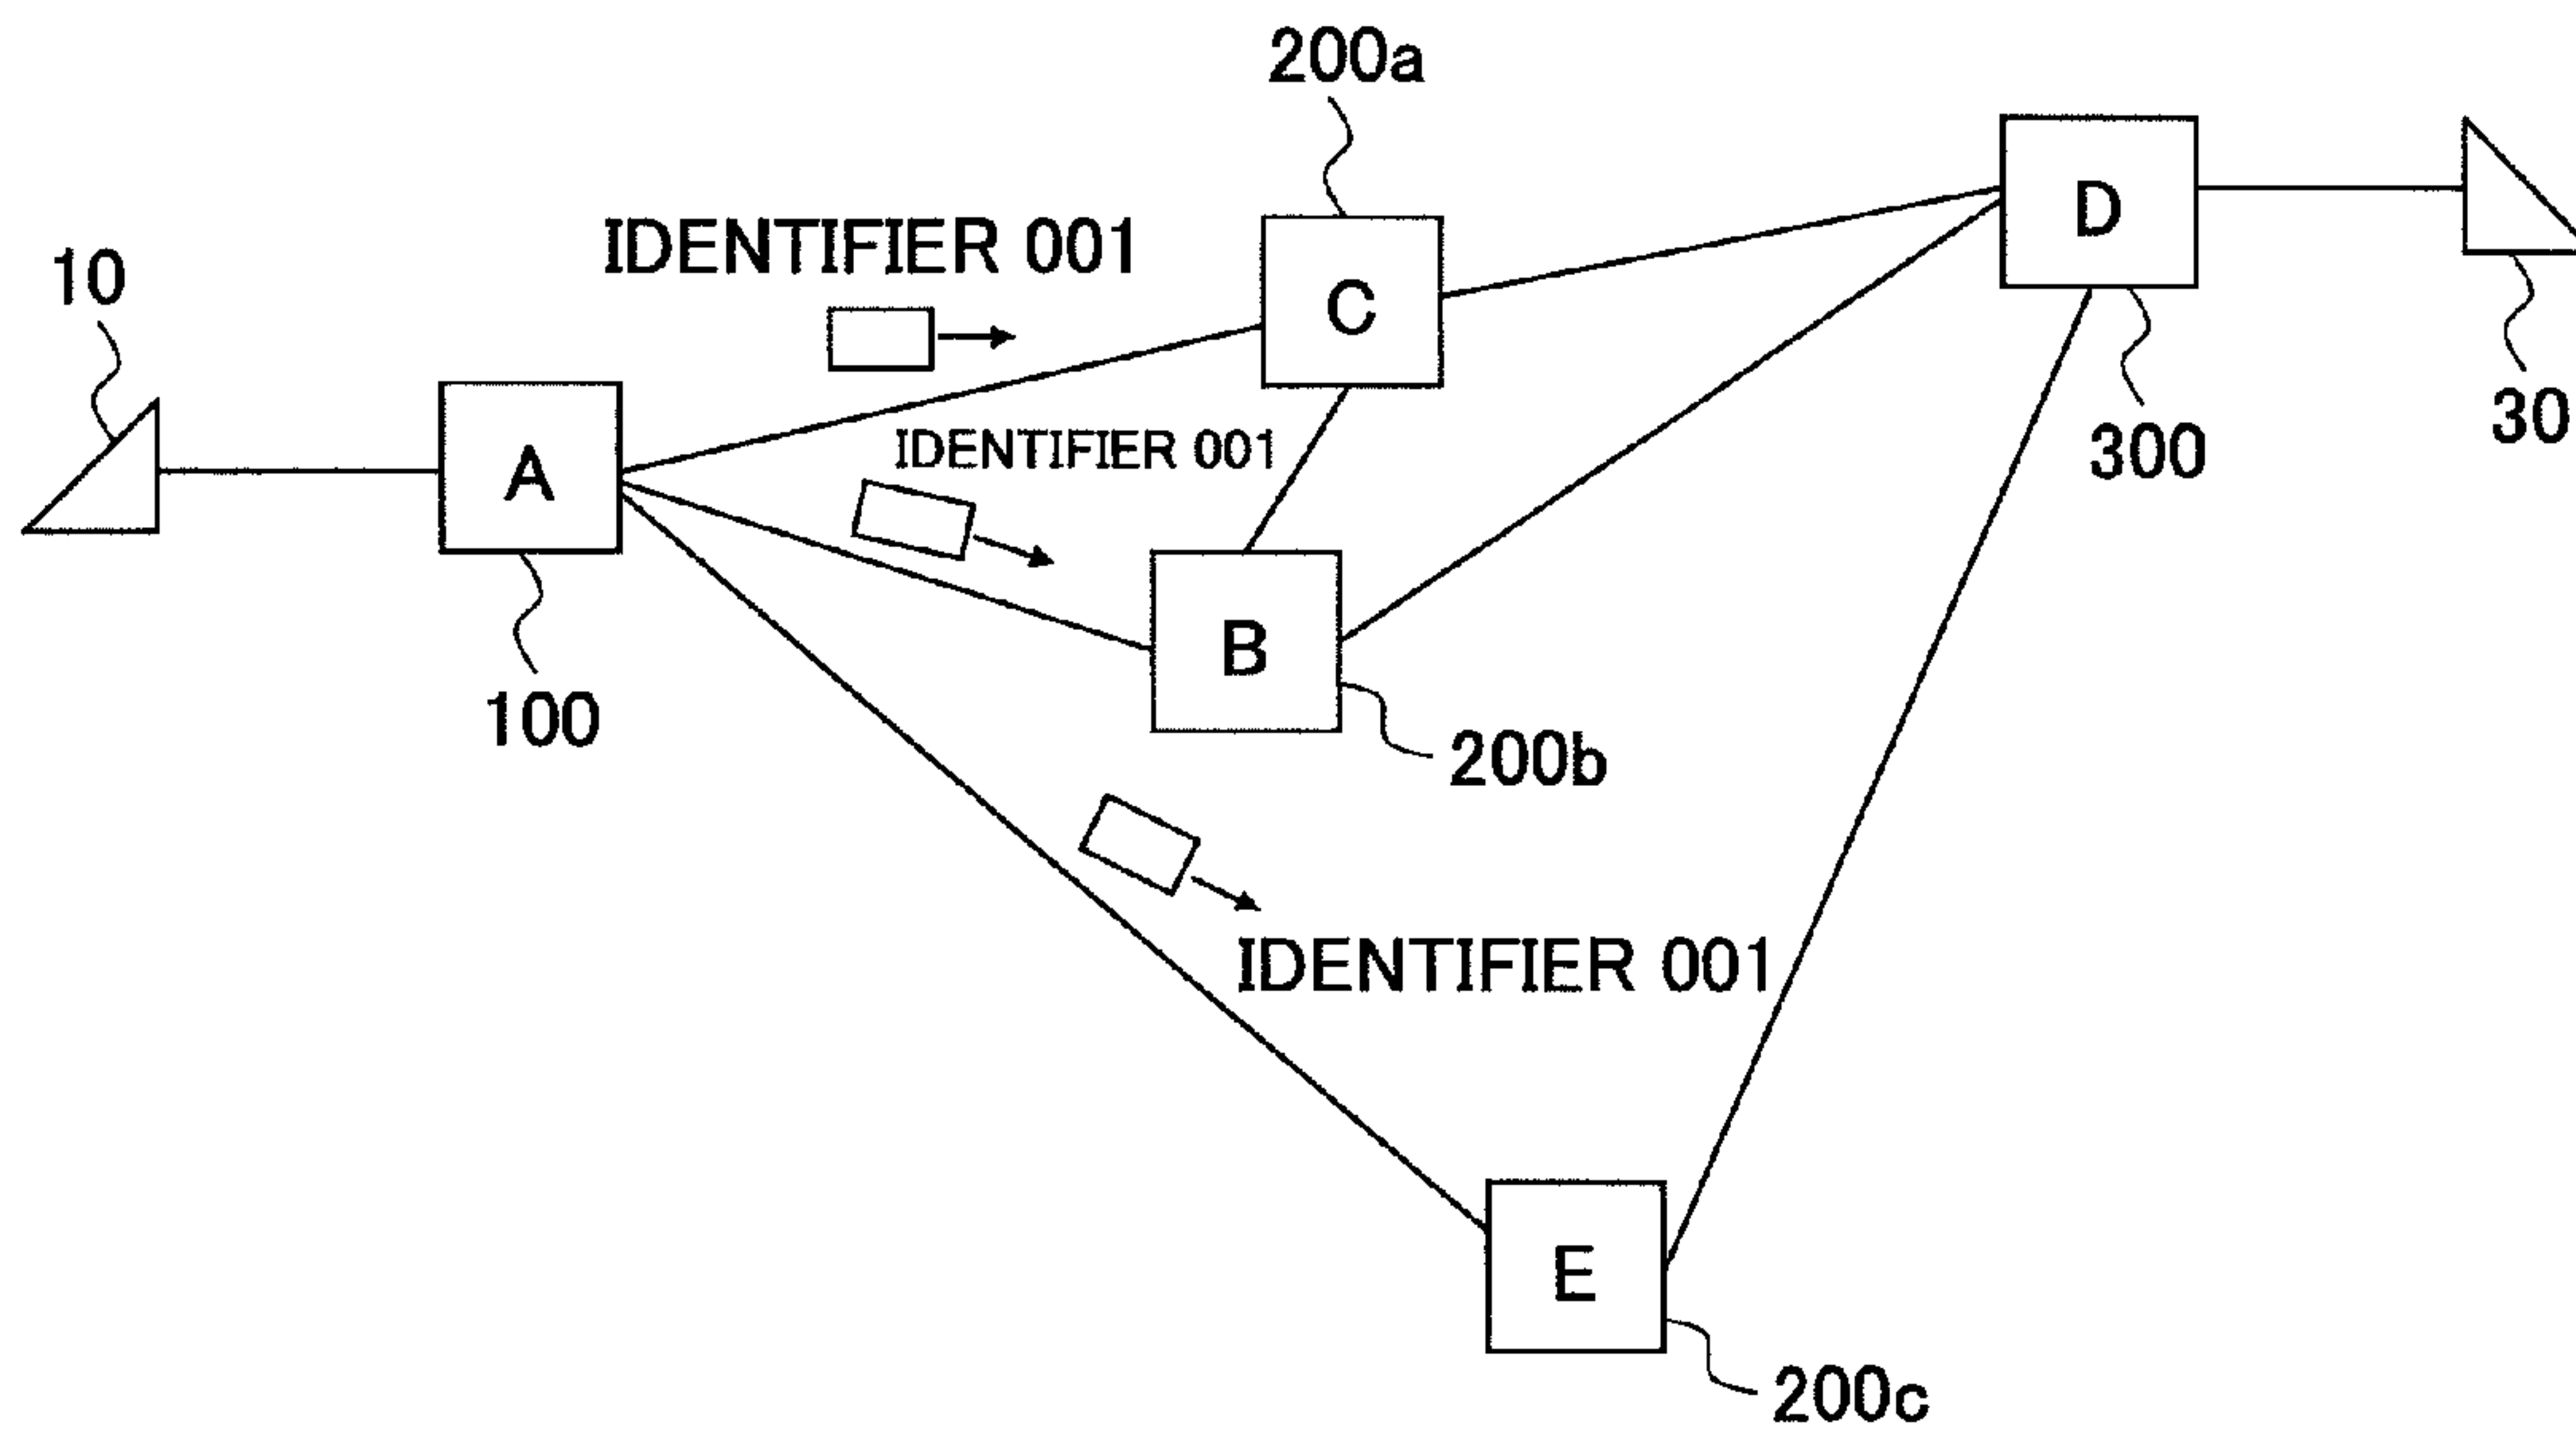 200a
IDENTIFIER 001
10
C
D
30
300
IDENTIFIER 001
A
100
B
200b
IDENTIFIER 001
E
200c